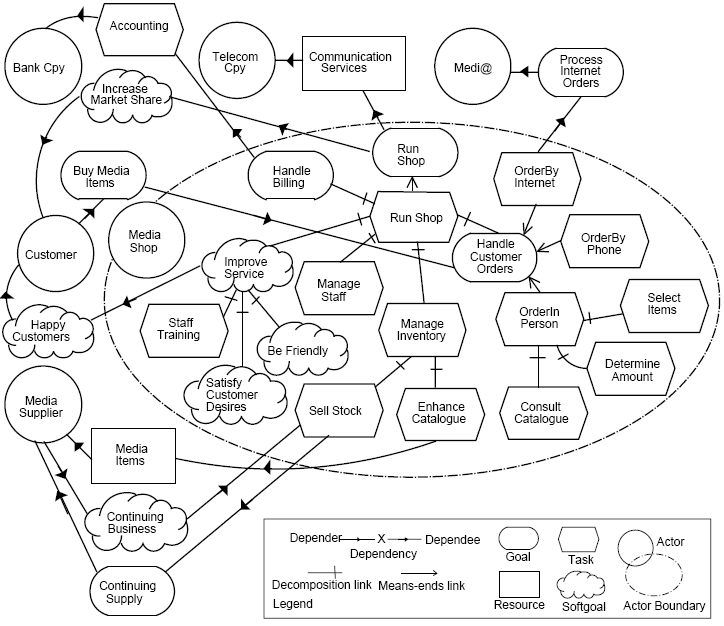 Accounting
Bank Cpy
Telecom
Cpy
Communication
Services
Medi@
Process
Internet
Orders
Increase
Market Share
Run
Shop
Buy Media
Items
Handle
Billing
OrderBy
Internet
Run Shop
Customer
Media
Shop
Improve
Service
Handle
Customer
Orders
OrderBy
Phone
Manage
Staff
Happy
Customers
Staff
Training
Be Friendly
Manage
Inventory
OrderIn
Person
Select
Items
Determine
Amount
Satisfy
Customer
Desires
Media
Supplier
Sell Stock
Enhance
Catalogue
Consult
Catalogue
Media
Items
Continuing
Business
Continuing
Supply
Depender
X
Dependee
Dependency
Decomposition link
Means-ends link
Legend
Goal
Task
Actor
Resource
Softgoal
Actor Boundary